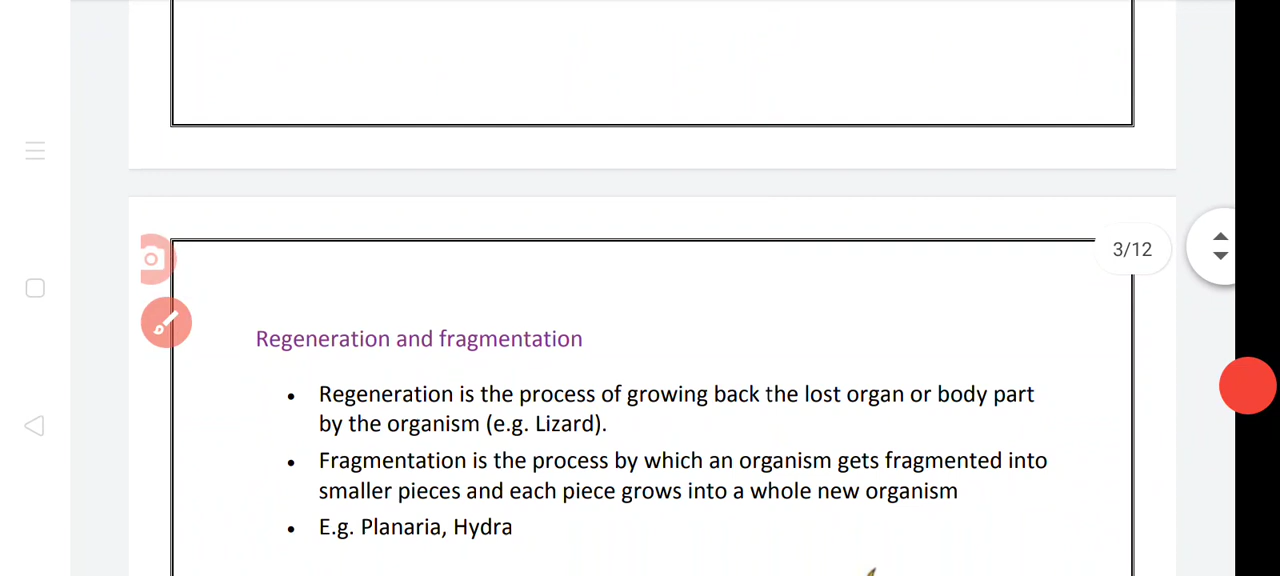 3/12
Regeneration and fragmentation
• Regeneration is the process of growing back the lost organ or body part
by the organism (e.g. Lizard).
• Fragmentation is the process by which an organism gets fragmented into
smaller pieces and each piece grows into a whole new organism
• E.g. Planaria, Hydra